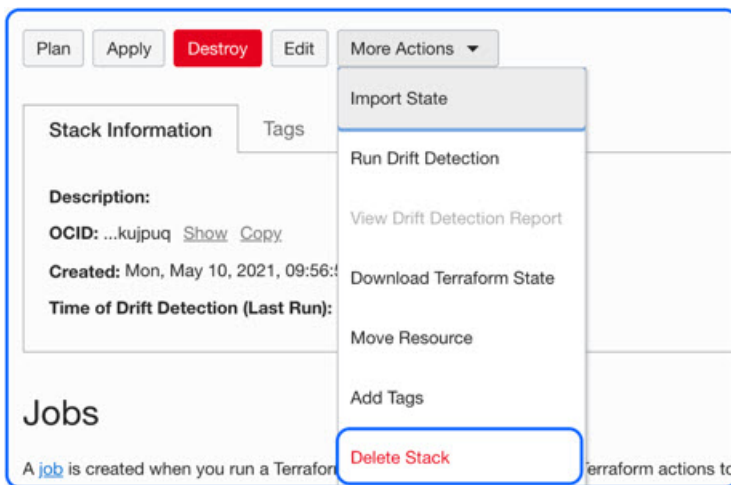 Plan Apply Destroy Edit More Actions
Import State
Stack Information Tags
Run Drift Detection
Description:
View Drift Detection Report
OCID: ...kujpuq Show Copy
Created: Mon, May 10, 2021, 09:56:
Download Terraform State
Time of Drift Detection (Last Run):
Move Resource
Add Tags
Jobs
Delete Stack
A job is created when you run a Terrafor
erraform actions to